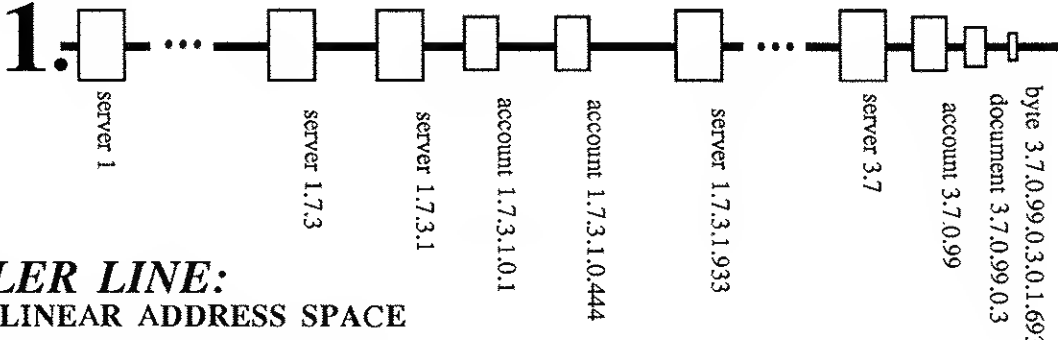 1.
server 1
server 1.7.3
server 1.7.3.1
account 1.7.3.1.0.1
account 1.7.3.1.0.444
server 1.7.3.1.933
server 3.7
account 3.7.0.99
document 3.7.0.99.0.3
byte
LER LINE:
LINEAR ADDRESS SPACE